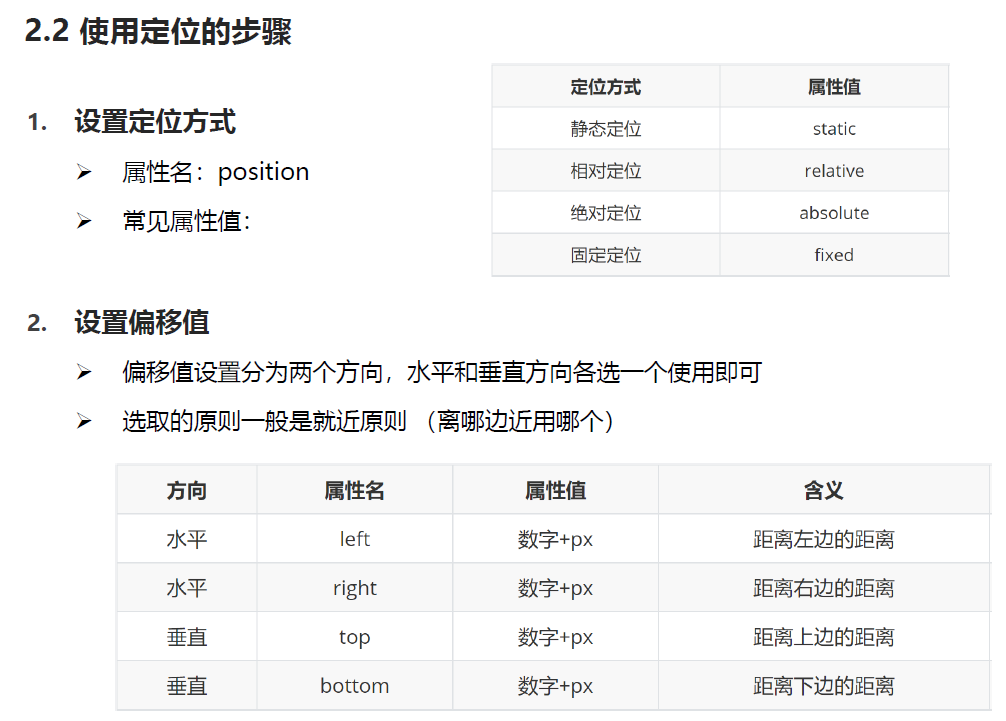 2.2 使用定位的步骤
1. 设置定位方式
➢ 属性名：position
➢ 常见属性值：
定位方式 属性值
静态定位 static
相对定位 relative
绝对定位 absolute
固定定位 fixed
2. 设置偏移值
➢ 偏移值设置分为两个方向，水平和垂直方向各选一个使用即可
➢ 选取的原则一般是就近原则 （离哪边近用哪个）
方向 属性名 属性值 含义
水平 left 数字+px 距离左边的距离
水平 right 数字+px 距离右边的距离
垂直 top 数字+px 距离上边的距离
垂直 bottom 数字+px 距离下边的距离